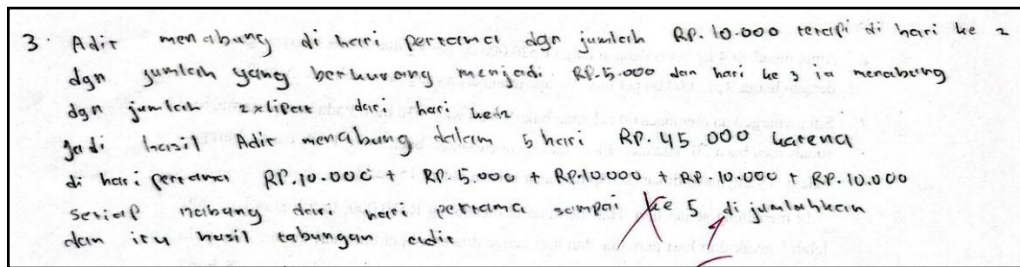 3. Adit menabung di hari pertama dgn jumlah RP. 10.000 tetapi di hari ke 2
dgn jumlah yang berkurang menjadi RP. 5.000 dan hari ke 3 ia menabung
dgn jumlah 2x lipat dari hari ke 2
Jadi hasil Adit menabung dalam 5 hari RP. 45.000 karena
di hari pertama RP. 10.000 + RP. 5.000 + RP. 10.000 + RP. 10.000 + RP. 10.000
setiap nabung dari hari pertama sampai ke 5 di jumlahkan
dan itu hasil tabungan adit